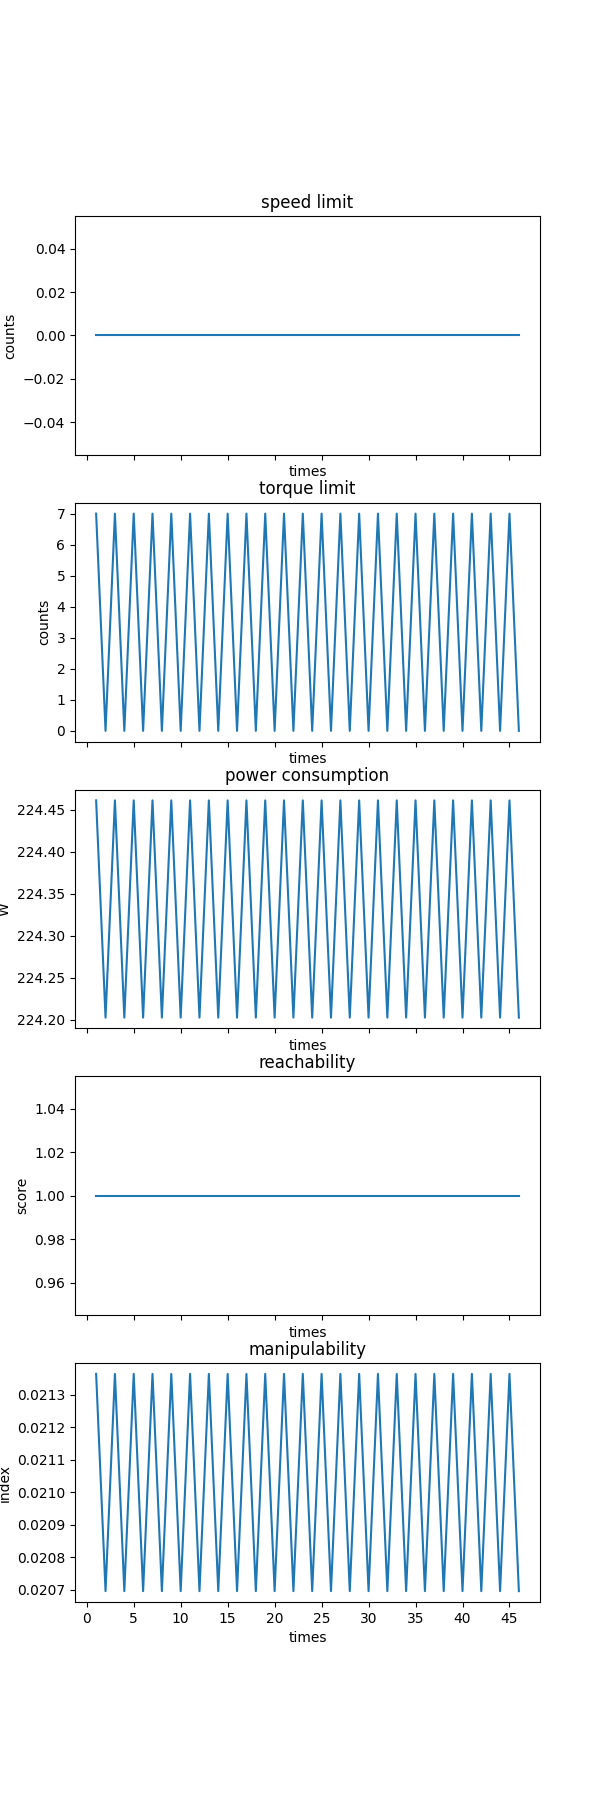 speed limit
0.04
0.02
0.00
−0.02
−0.04
counts
times
torque limit
7
6
5
4
3
2
1
0
counts
times
power consumption
224.45
224.40
224.35
224.30
224.25
224.20
W
times
reachability
1.04
1.02
1.00
0.98
0.96
score
times
manipulability
0.0213
0.0212
0.0211
0.0210
0.0209
0.0208
0.0207
index
0 5 10 15 20 25 30 35 40 45
times